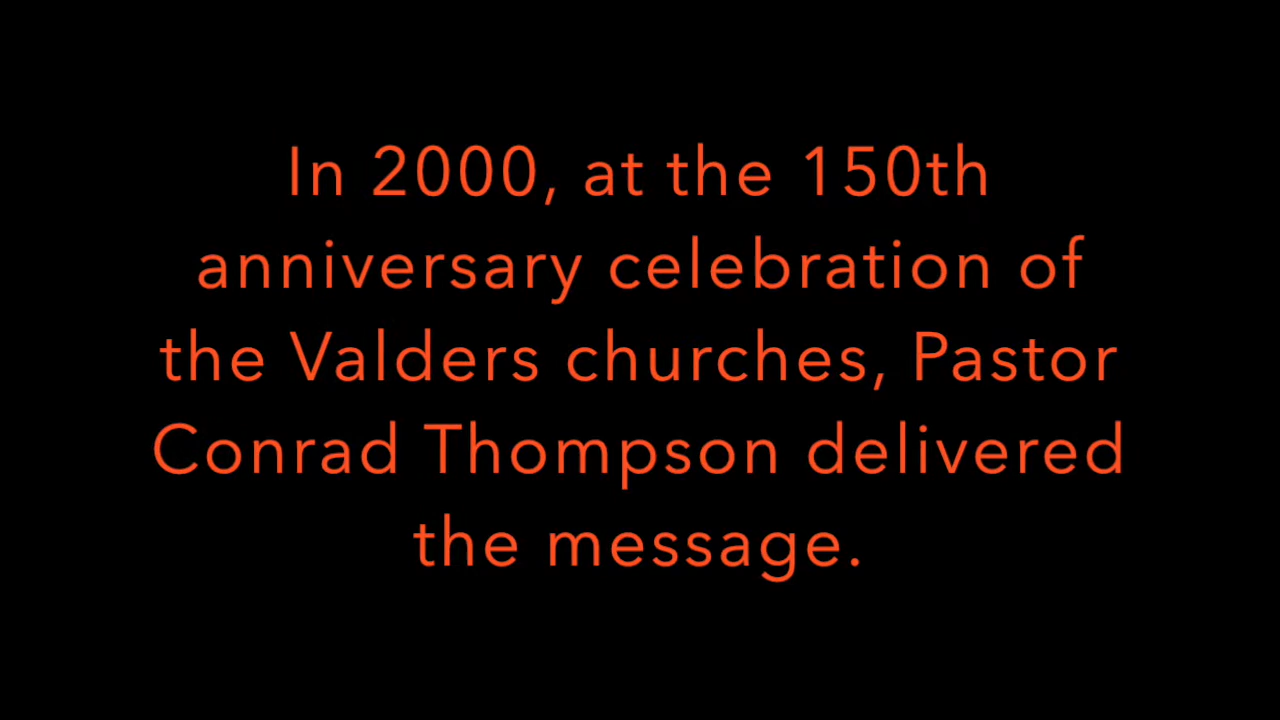 In 2000, at the 150th
anniversary celebration of
the Valders churches, Pastor
Conrad Thompson delivered
the message.